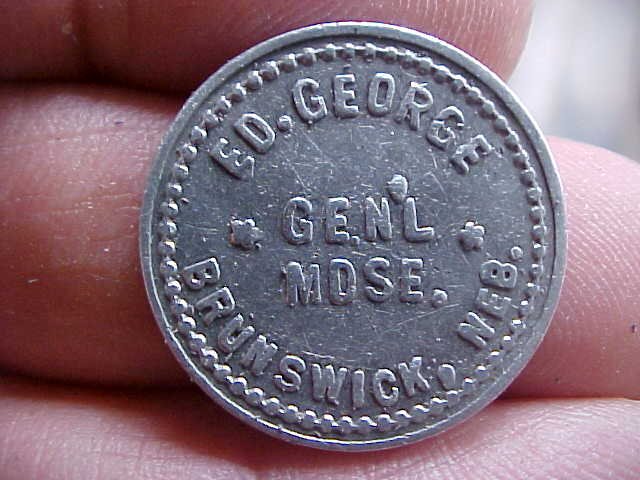 ED. GEORGE
GEN'L
MDSE.
BRUNSWICK, NEB.